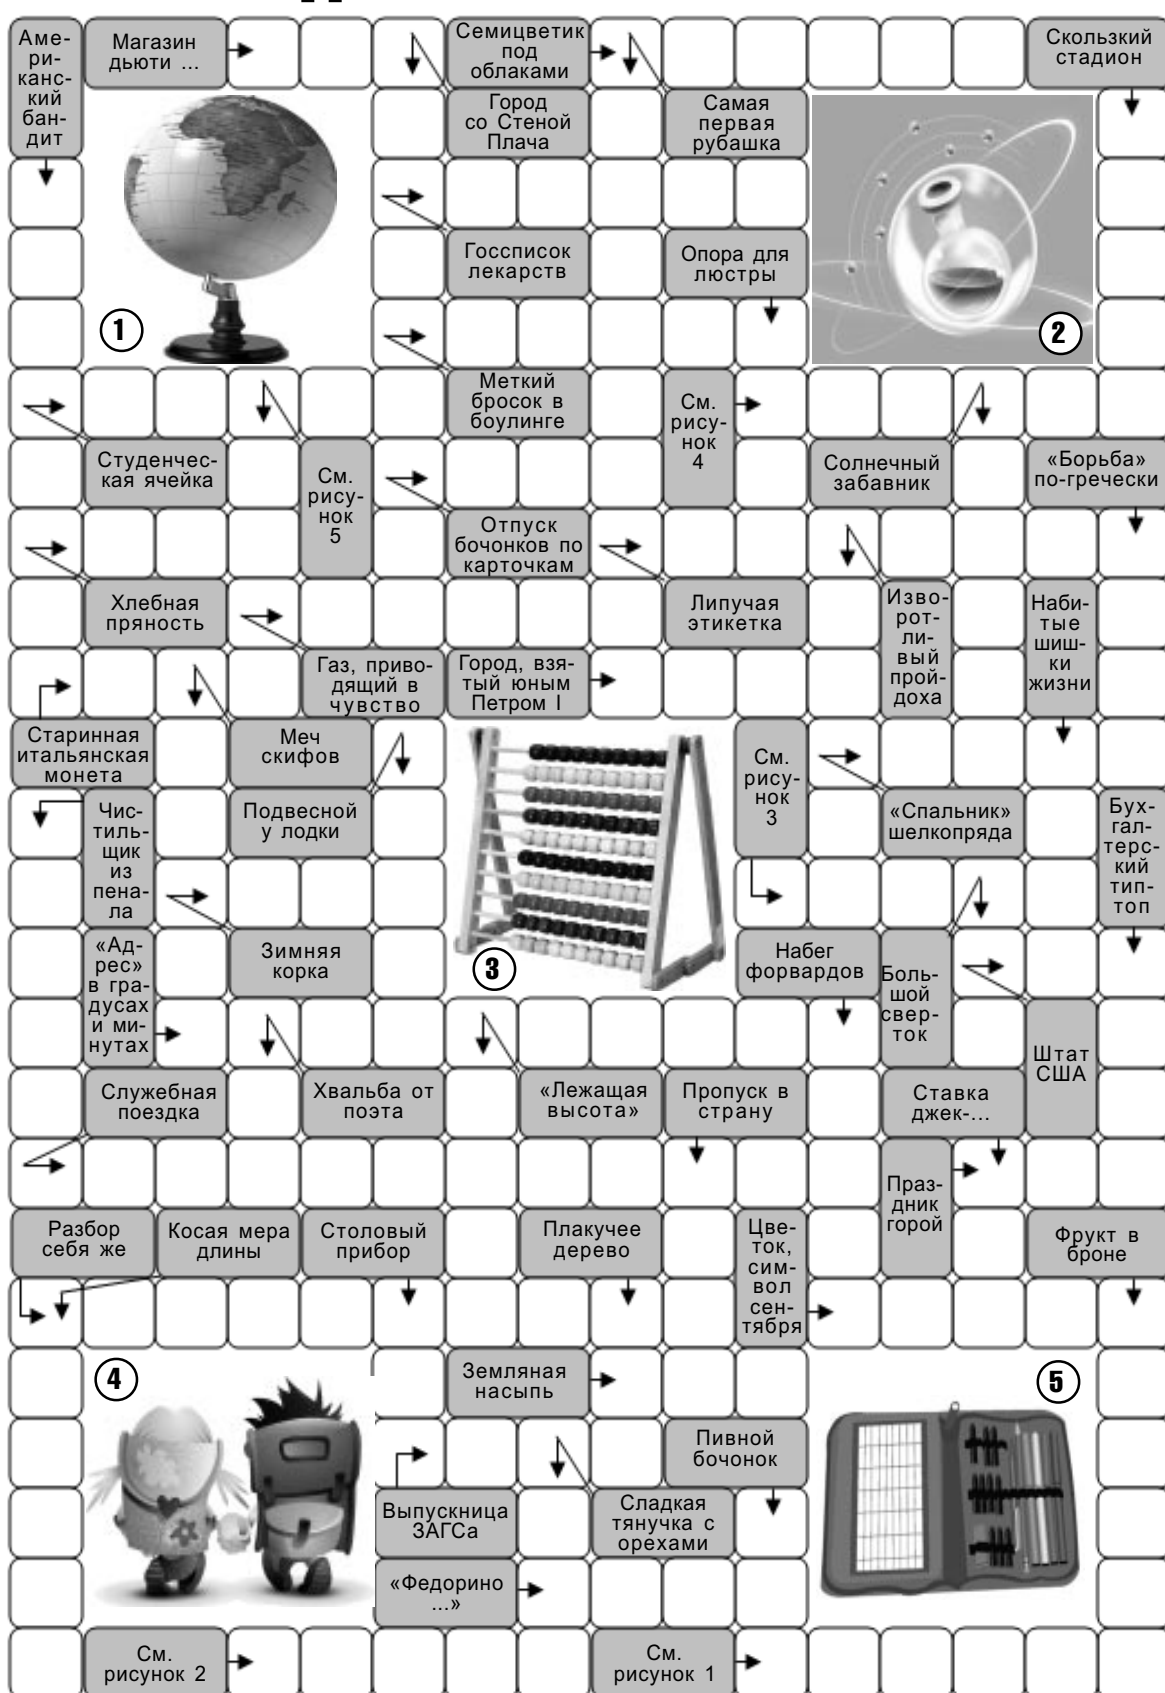 Аме-
ри-
канс-
кий
бан-
дит
Магазин
дьюти ...
Семицветик
под
облаками
Скользкий
стадион
Город
со Стеной
Плача
Самая
первая
рубашка
Госсписок
лекарств
Опора для
люстры
1
2
Меткий
бросок в
боулинге
См.
рису-
нок
4
Студенчес-
кая ячейка
См.
рису-
нок
5
Солнечный
забавник
«Борьба»
по-гречески
Отпуск
бочонков по
карточкам
Хлебная
пряность
Липучая
этикетка
Изво-
рот-
ли-
вый
прой-
доха
Наби-
тые
шиш-
ки
жизни
Газ, приво-
дящий в
чувство
Город, взя-
тый юным
Петром I
Старинная
итальянская
монета
Меч
скифов
См.
рису-
нок
3
Чис-
тиль-
щик
из
пена-
ла
Подвесной
у лодки
«Спальник»
шелкопряда
Бух-
гал-
терс-
кий
тип-
топ
«Ад-
рес»
в гра-
дусах
и ми-
нутах
Зимняя
корка
3
Набег
форвардов
Боль-
шой
свер-
ток
Штат
США
Служебная
поездка
Хвальба от
поэта
«Лежащая
высота»
Пропуск в
страну
Ставка
джек-...
Праз-
дник
горой
Разбор
себя же
Косая мера
длины
Столовый
прибор
Плакучее
дерево
Цве-
ток,
сим-
вол
сен-
тября
Фрукт в
броне
4
Земляная
насыпь
5
Пивной
бочонок
Выпускница
ЗАГСа
Сладкая
тянучка с
орехами
«Федорино
...»
См.
рисунок 2
См.
рисунок 1